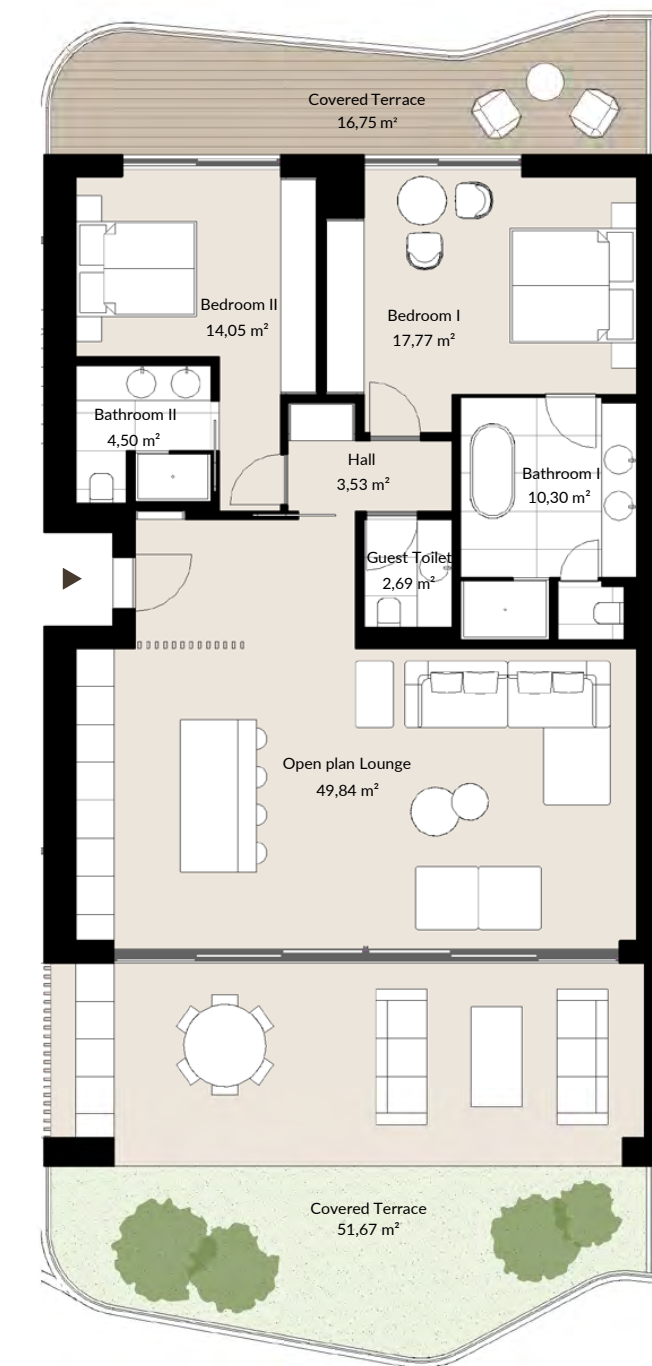 Covered Terrace
16,75 m²
Bedroom II
14,05 m²
Bedroom I
17,77 m²
Bathroom II
4,50 m²
Hall
3,53 m²
Bathroom I
10,30 m²
Guest Toilet
2,69 m²
Open plan Lounge
49,84 m²
Covered Terrace
51,67 m²